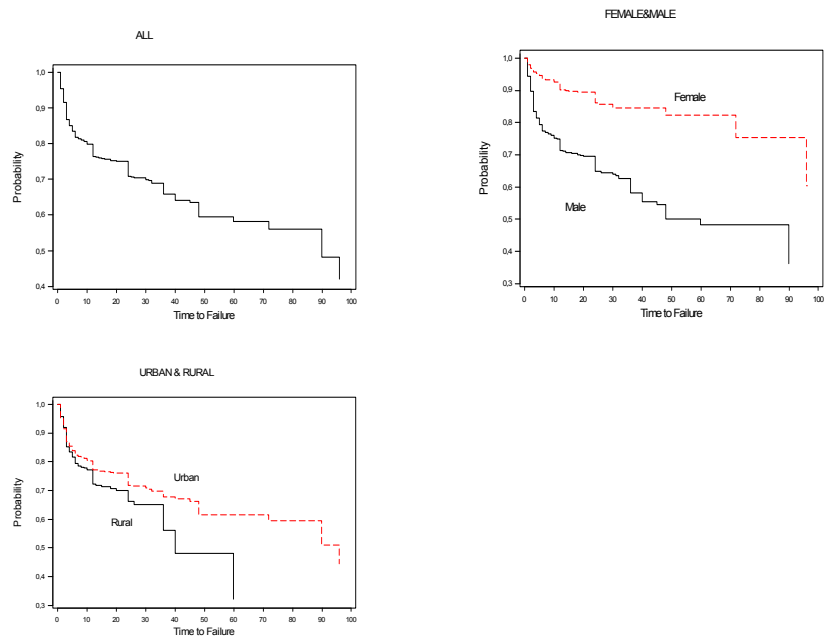 ALL
1,0
0,9
0,8
0,7
0,6
0,5
0,4
Probability
0 10 20 30 40 50 60 70 80 90 100
Time to Failure
FEMALE&MALE
1,0
0,9
0,8
0,7
0,6
0,5
0,4
0,3
Probability
Female
Male
0 10 20 30 40 50 60 70 80 90 100
Time to Failure
URBAN & RURAL
1,0
0,9
0,8
0,7
0,6
0,5
0,4
0,3
Probability
Urban
Rural
0 10 20 30 40 50 60 70 80 90 100
Time to Failure